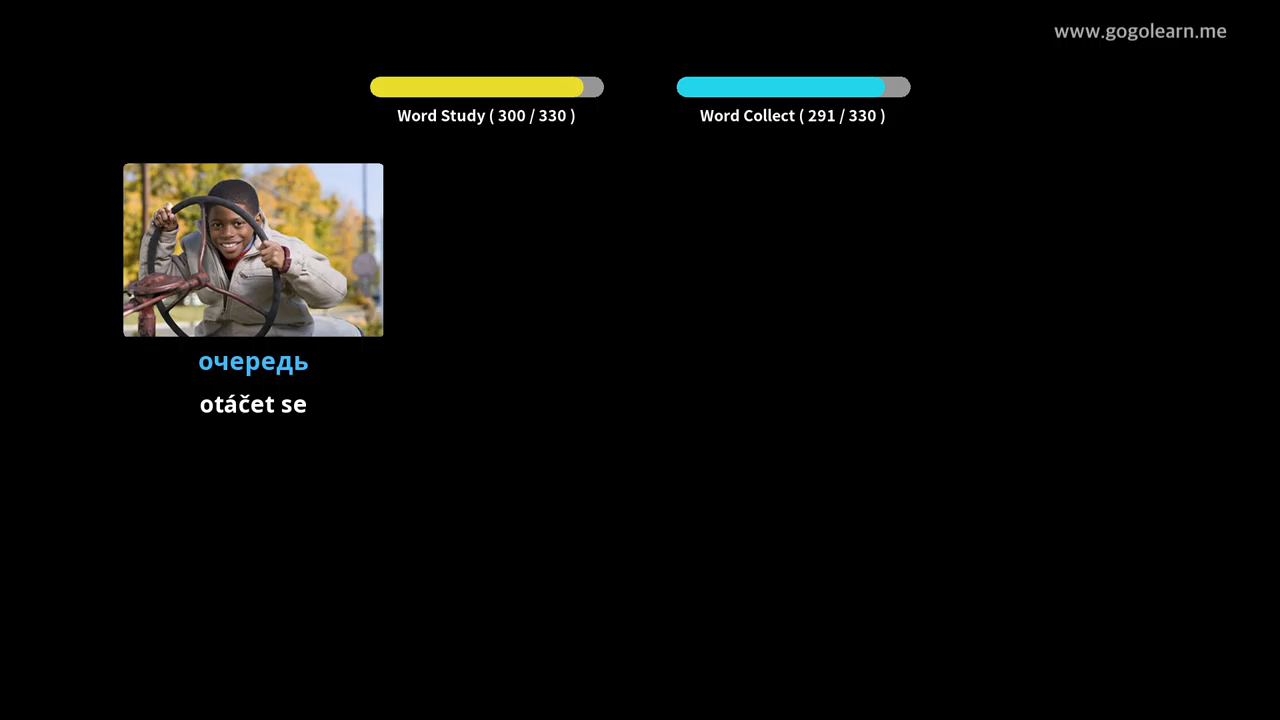 www.gogolearn.me
Word Study ( 300 / 330 )
Word Collect ( 291 / 330 )
очередь
otáčet se